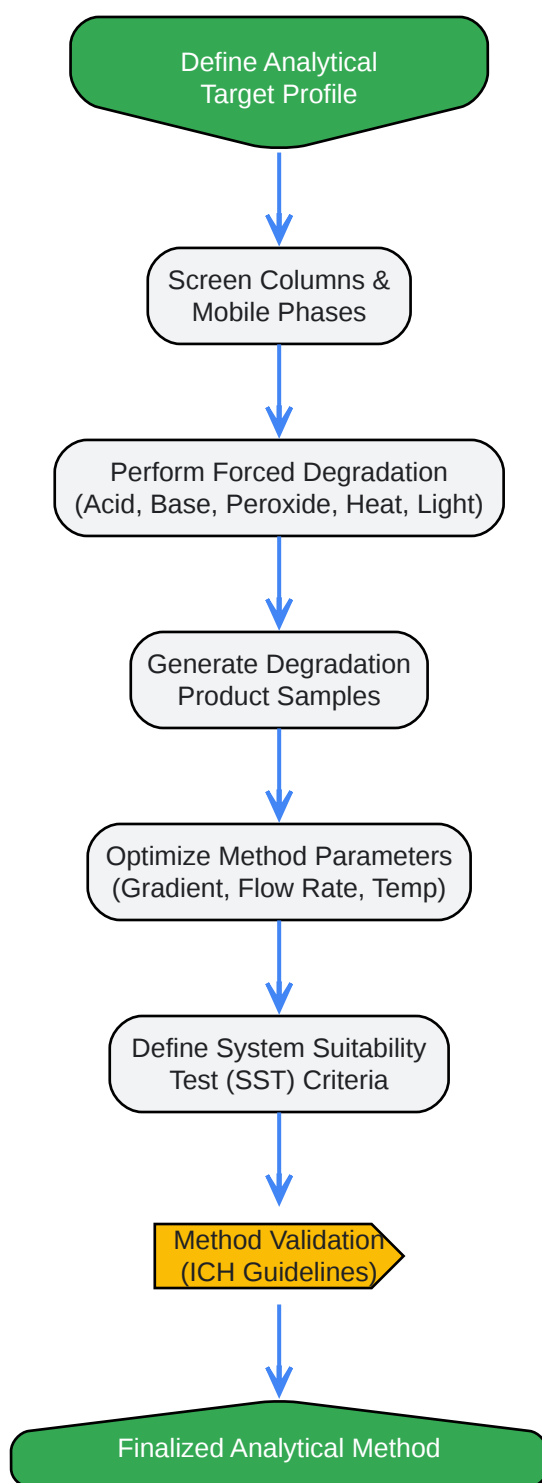 Define Analytical
Target Profile
Screen Columns &
Mobile Phases
Perform Forced Degradation
(Acid, Base, Peroxide, Heat, Light)
Generate Degradation
Product Samples
Optimize Method Parameters
(Gradient, Flow Rate, Temp)
Define System Suitability
Test (SST) Criteria
Method Validation
(ICH Guidelines)
Finalized Analytical Method